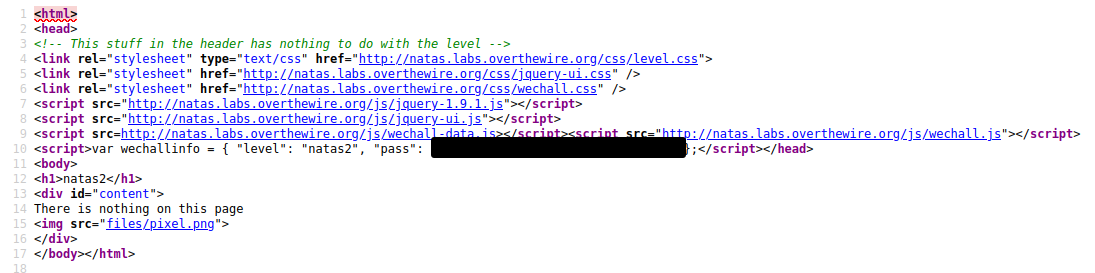 1 <html>
2 <head>
3 <!-- This stuff in the header has nothing to do with the level -->
4 <link rel="stylesheet" type="text/css" href="http://natas.labs.overthewire.org/css/level.css">
5 <link rel="stylesheet" href="http://natas.labs.overthewire.org/css/jquery-ui.css" />
6 <link rel="stylesheet" href="http://natas.labs.overthewire.org/css/wechall.css" />
7 <script src="http://natas.labs.overthewire.org/js/jquery-1.9.1.js"></script>
8 <script src="http://natas.labs.overthewire.org/js/jquery-ui.js"></script>
9 <script src=http://natas.labs.overthewire.org/js/wechall-data.js></script><script src="http://natas.labs.overthewire.org/js/wechall.js"></script>
10 <script>var wechallinfo = { "level": "natas2", "pass": };</script></head>
11 <body>
12 <h1>natas2</h1>
13 <div id="content">
14 There is nothing on this page
15 <img src="files/pixel.png">
16 </div>
17 </body></html>
18